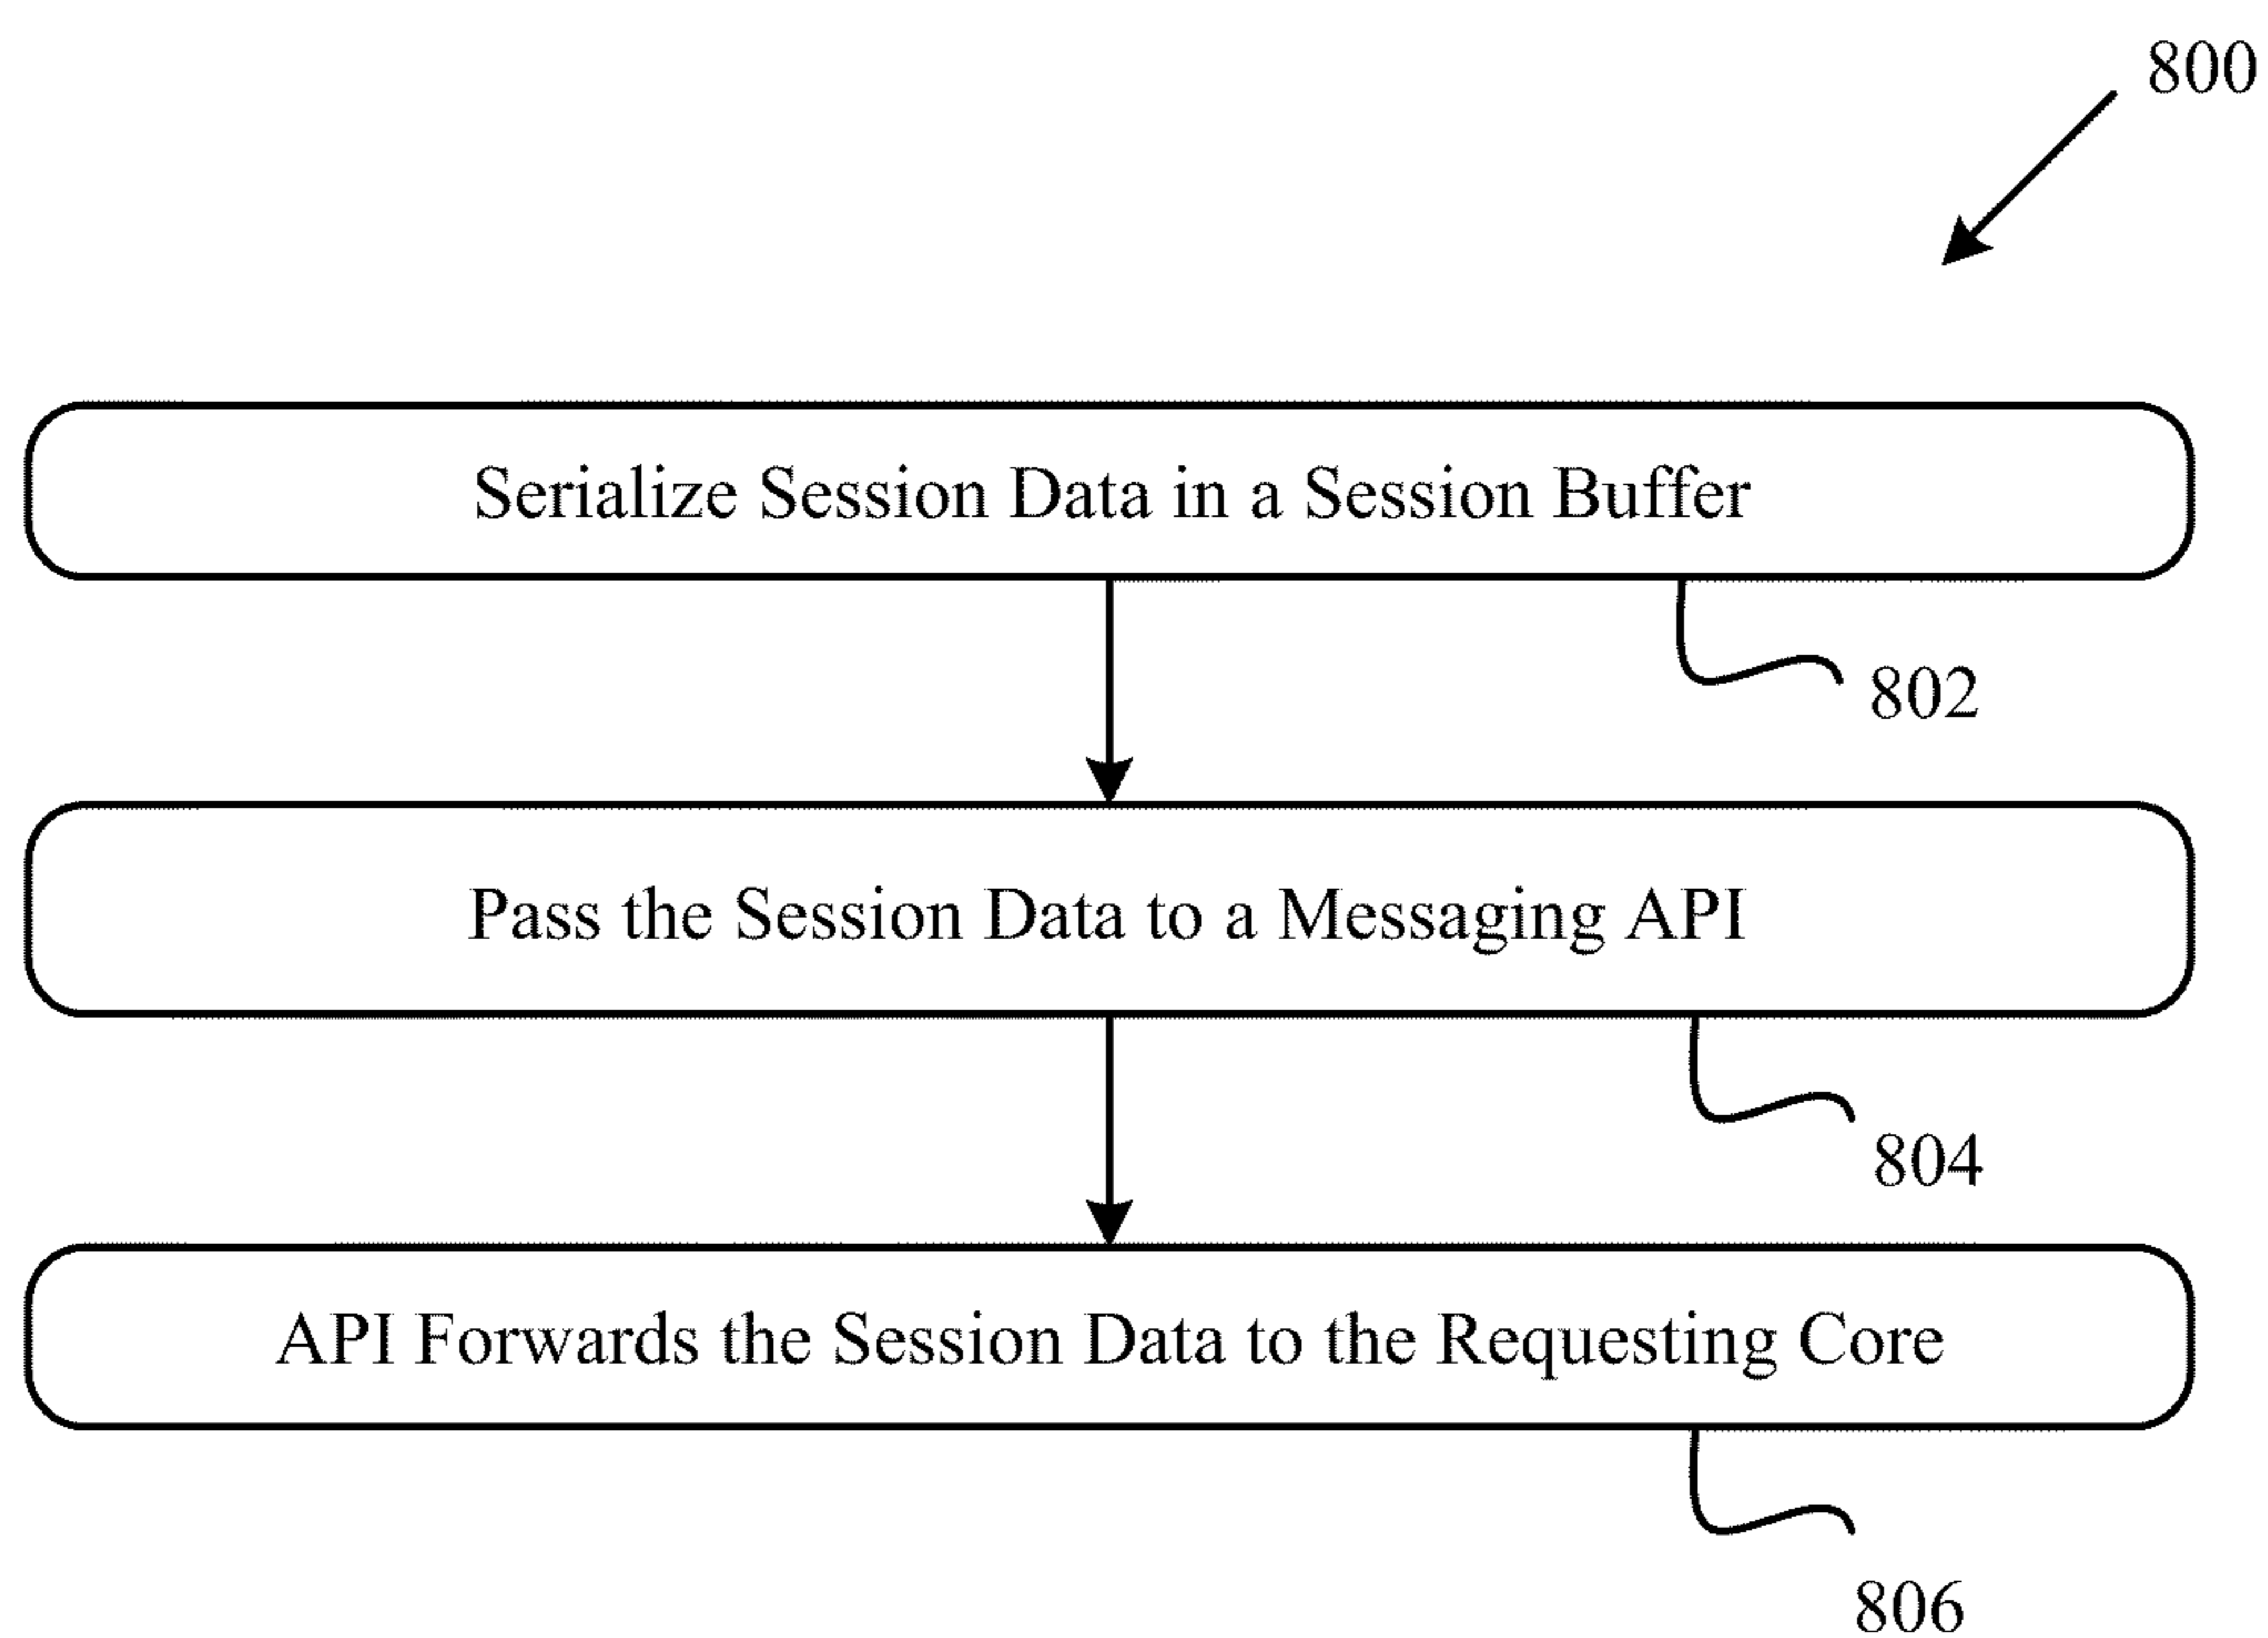 800
Serialize Session Data in a Session Buffer
802
Pass the Session Data to a Messaging API
804
API Forwards the Session Data to the Requesting Core
806